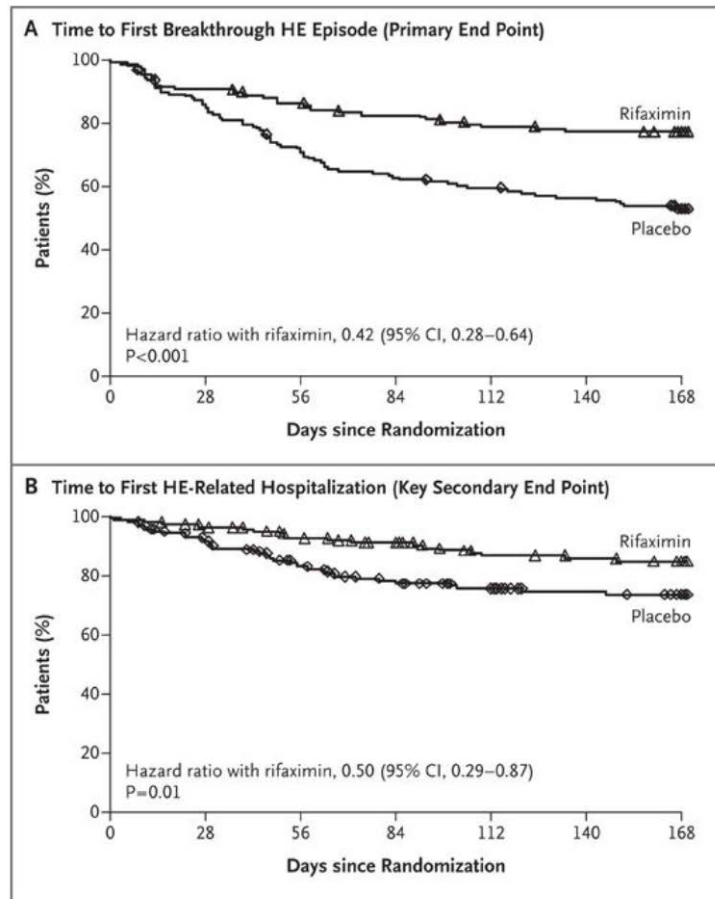 A Time to First Breakthrough HE Episode (Primary End Point)
100
80
60
40
20
0
Patients (%)
Rifaximin
Placebo
Hazard ratio with rifaximin, 0.42 (95% CI, 0.28–0.64)
P<0.001
0 28 56 84 112 140 168
Days since Randomization
B Time to First HE-Related Hospitalization (Key Secondary End Point)
100
80
60
40
20
0
Patients (%)
Rifaximin
Placebo
Hazard ratio with rifaximin, 0.50 (95% CI, 0.29–0.87)
P=0.01
0 28 56 84 112 140 168
Days since Randomization